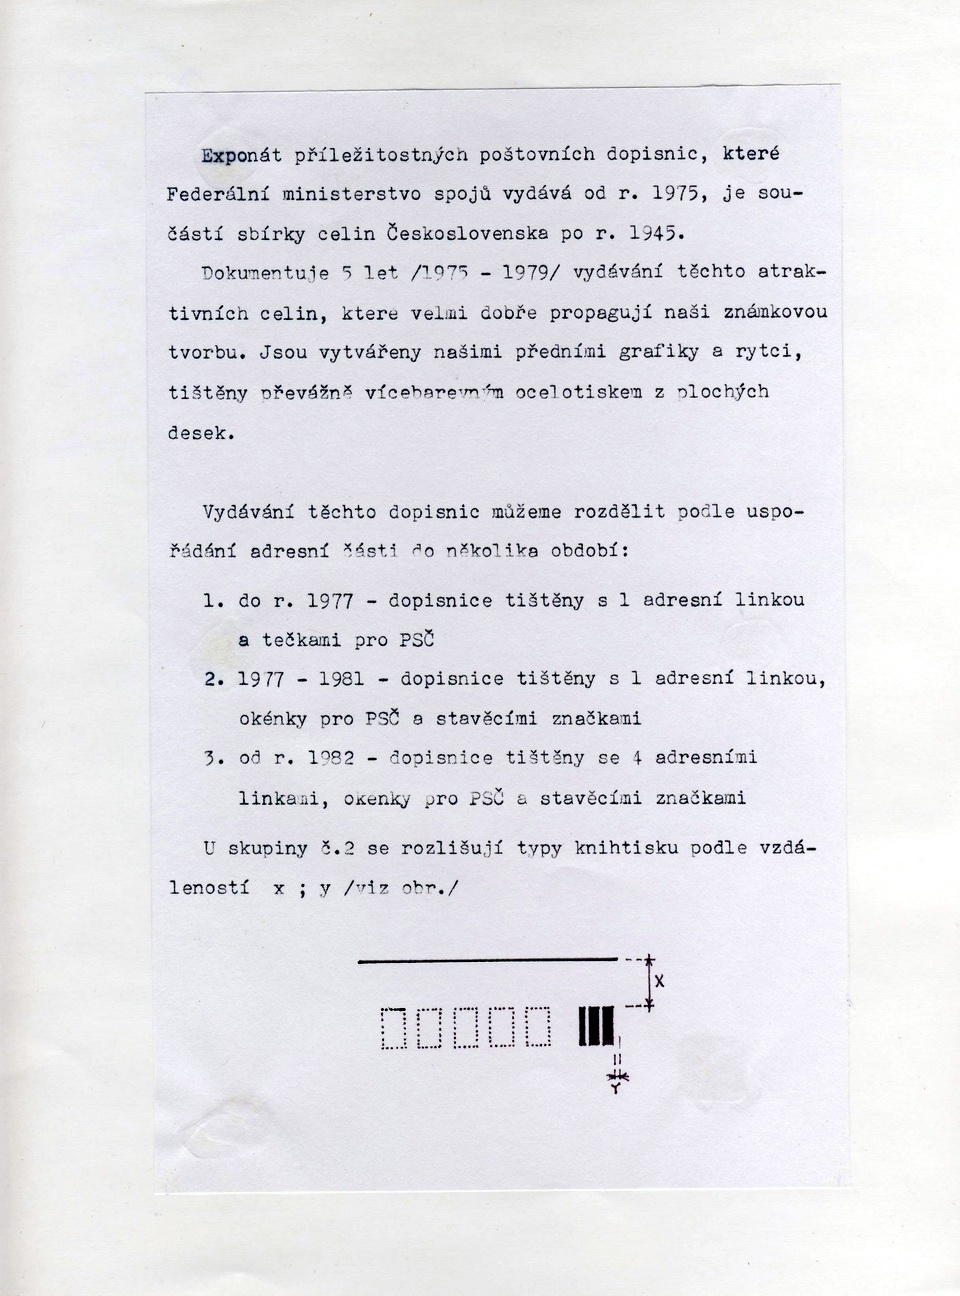 Exponát příležitostných poštovních dopisnic, které
Federální ministerstvo spojů vydává od r. 1975, je sou-
částí sbírky celin Československa po r. 1945.
Dokumentuje 5 let /1975 - 1979/ vydávání těchto atrak-
tivních celin, ktere velmi dobře propagují naši známkovou
tvorbu. Jsou vytvářeny našimi předními grafiky a rytci,
tištěny převážně vícebarevným ocelotiskem z plochých
desek.
Vydávání těchto dopisnic můžeme rozdělit podle uspo-
řádání adresní části do několika období:
1. do r. 1977 - dopisnice tištěny s 1 adresní linkou
a tečkami pro PSČ
2. 1977 - 1981 - dopisnice tištěny s 1 adresní linkou,
okénky pro PSČ a stavěcími značkami
3. od r. 1982 - dopisnice tištěny se 4 adresními
linkami, okénky pro PSČ a stavěcími značkami
U skupiny č.2 se rozlišují typy knihtisku podle vzdá-
leností x ; y /viz obr./
X
Y